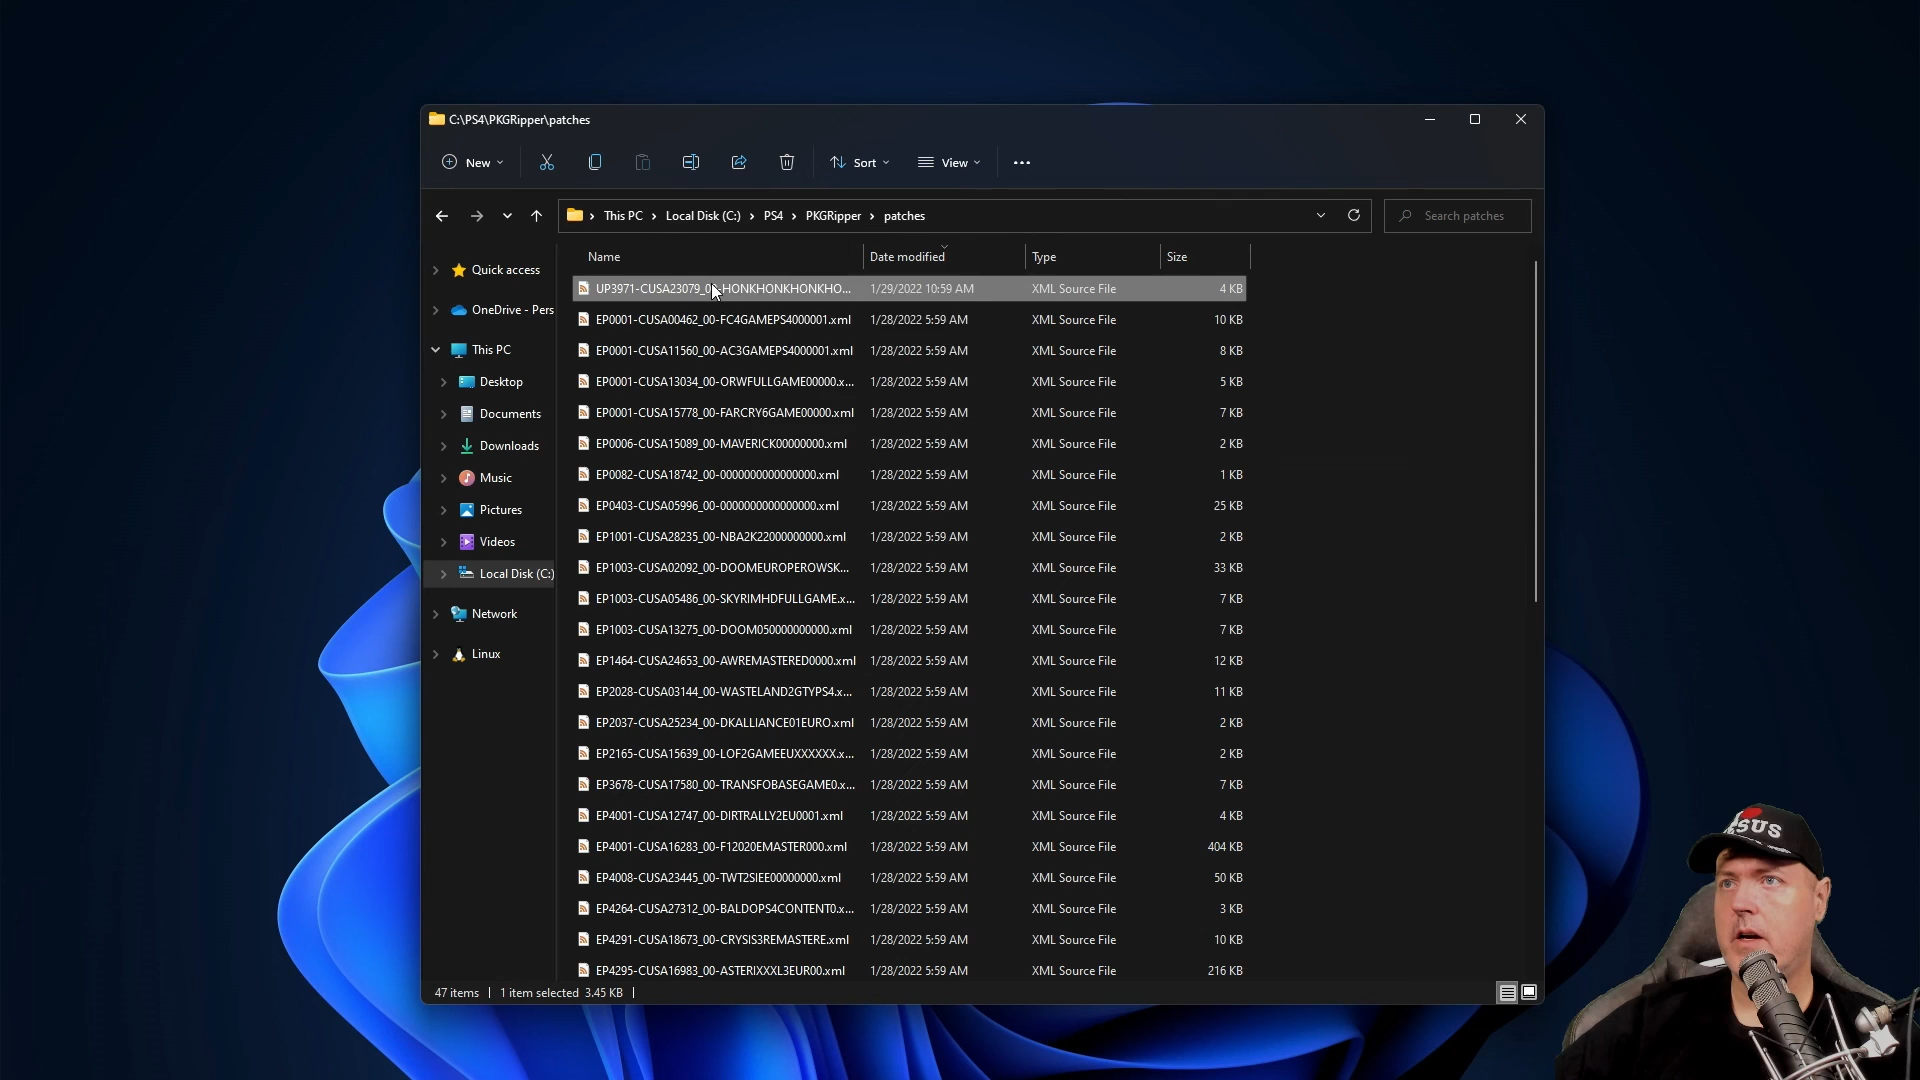 C:\PS4\PKGRipper\patches
New
Sort
View
This PC
Local Disk (C:)
PS4
PKGRipper
patches
Search patches
Quick access
OneDrive - Pers
This PC
Desktop
Documents
Downloads
Music
Pictures
Videos
Local Disk (C:)
Network
Linux
Name Date modified Type Size
UP3971-CUSA23079_0 -HONKHONKHONKHO... 1/29/2022 10:59 AM XML Source File 4 KB
EP0001-CUSA00462_00-FC4GAMEPS4000001.xml 1/28/2022 5:59 AM XML Source File 10 KB
EP0001-CUSA11560_00-AC3GAMEPS4000001.xml 1/28/2022 5:59 AM XML Source File 8 KB
EP0001-CUSA13034_00-ORWFULLGAME00000.x... 1/28/2022 5:59 AM XML Source File 5 KB
EP0001-CUSA15778_00-FARCRY6GAME00000.xml 1/28/2022 5:59 AM XML Source File 7 KB
EP0006-CUSA15089_00-MAVERICK00000000.xml 1/28/2022 5:59 AM XML Source File 2 KB
EP0082-CUSA18742_00-0000000000000000.xml 1/28/2022 5:59 AM XML Source File 1 KB
EP0403-CUSA05996_00-0000000000000000.xml 1/28/2022 5:59 AM XML Source File 25 KB
EP1001-CUSA28235_00-NBA2K22000000000.xml 1/28/2022 5:59 AM XML Source File 2 KB
EP1003-CUSA02092_00-DOOMEUROPEROWSK... 1/28/2022 5:59 AM XML Source File 33 KB
EP1003-CUSA05486_00-SKYRIMHDFULLGAME.x... 1/28/2022 5:59 AM XML Source File 7 KB
EP1003-CUSA13275_00-DOOM050000000000.xml 1/28/2022 5:59 AM XML Source File 7 KB
EP1464-CUSA24653_00-AWREMASTERED0000.xml 1/28/2022 5:59 AM XML Source File 12 KB
EP2028-CUSA03144_00-WASTELAND2GTYPS4.x... 1/28/2022 5:59 AM XML Source File 11 KB
EP2037-CUSA25234_00-DKALLIANCE01EURO.xml 1/28/2022 5:59 AM XML Source File 2 KB
EP2165-CUSA15639_00-LOF2GAMEEUXXXXXX.x... 1/28/2022 5:59 AM XML Source File 2 KB
EP3678-CUSA17580_00-TRANSFOBASEGAME0.x... 1/28/2022 5:59 AM XML Source File 7 KB
EP4001-CUSA12747_00-DIRTRALLY2EU0001.xml 1/28/2022 5:59 AM XML Source File 4 KB
EP4001-CUSA16283_00-F12020EMASTER000.xml 1/28/2022 5:59 AM XML Source File 404 KB
EP4008-CUSA23445_00-TWT2SIEE00000000.xml 1/28/2022 5:59 AM XML Source File 50 KB
EP4264-CUSA27312_00-BALDOPS4CONTENT0.x... 1/28/2022 5:59 AM XML Source File 3 KB
EP4291-CUSA18673_00-CRYSIS3REMASTERE.xml 1/28/2022 5:59 AM XML Source File 10 KB
EP4295-CUSA16983_00-ASTERIXXXL3EUR00.xml 1/28/2022 5:59 AM XML Source File 216 KB
47 items 1 item selected 3.45 KB